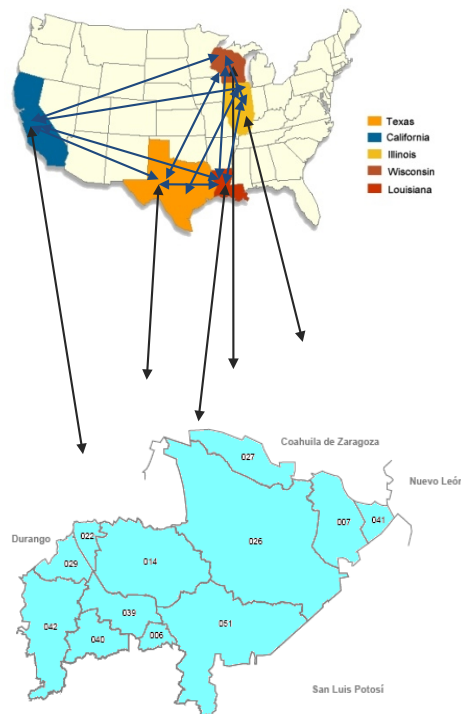 Texas
California
Illinois
Wisconsin
Louisiana
Coahuila de Zaragoza
027
Nuevo León
007
041
026
Durango
022
029
014
039
042
040
006
051
San Luis Potosí